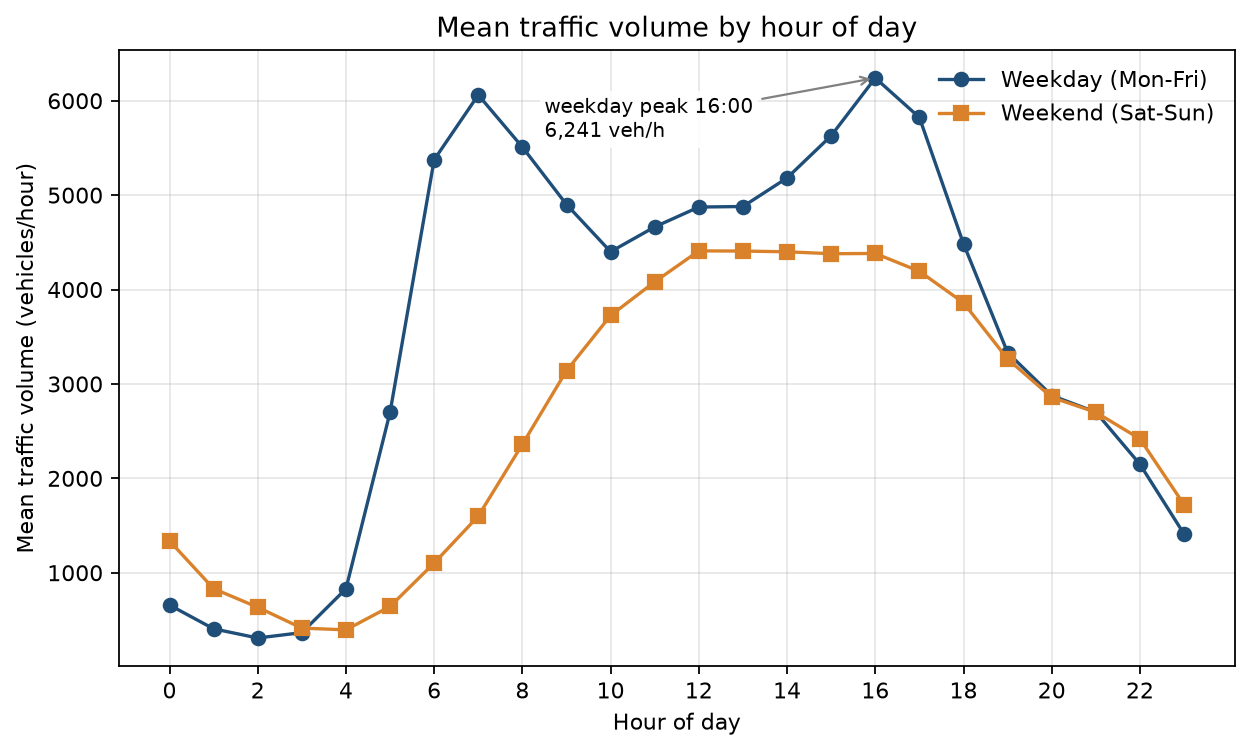 Mean traffic volume by hour of day
weekday peak 16:00
6,241 veh/h
Weekday (Mon-Fri)
Weekend (Sat-Sun)
Mean traffic volume (vehicles/hour)
6000
5000
4000
3000
2000
1000
0 2 4 6 8 10 12 14 16 18 20 22
Hour of day